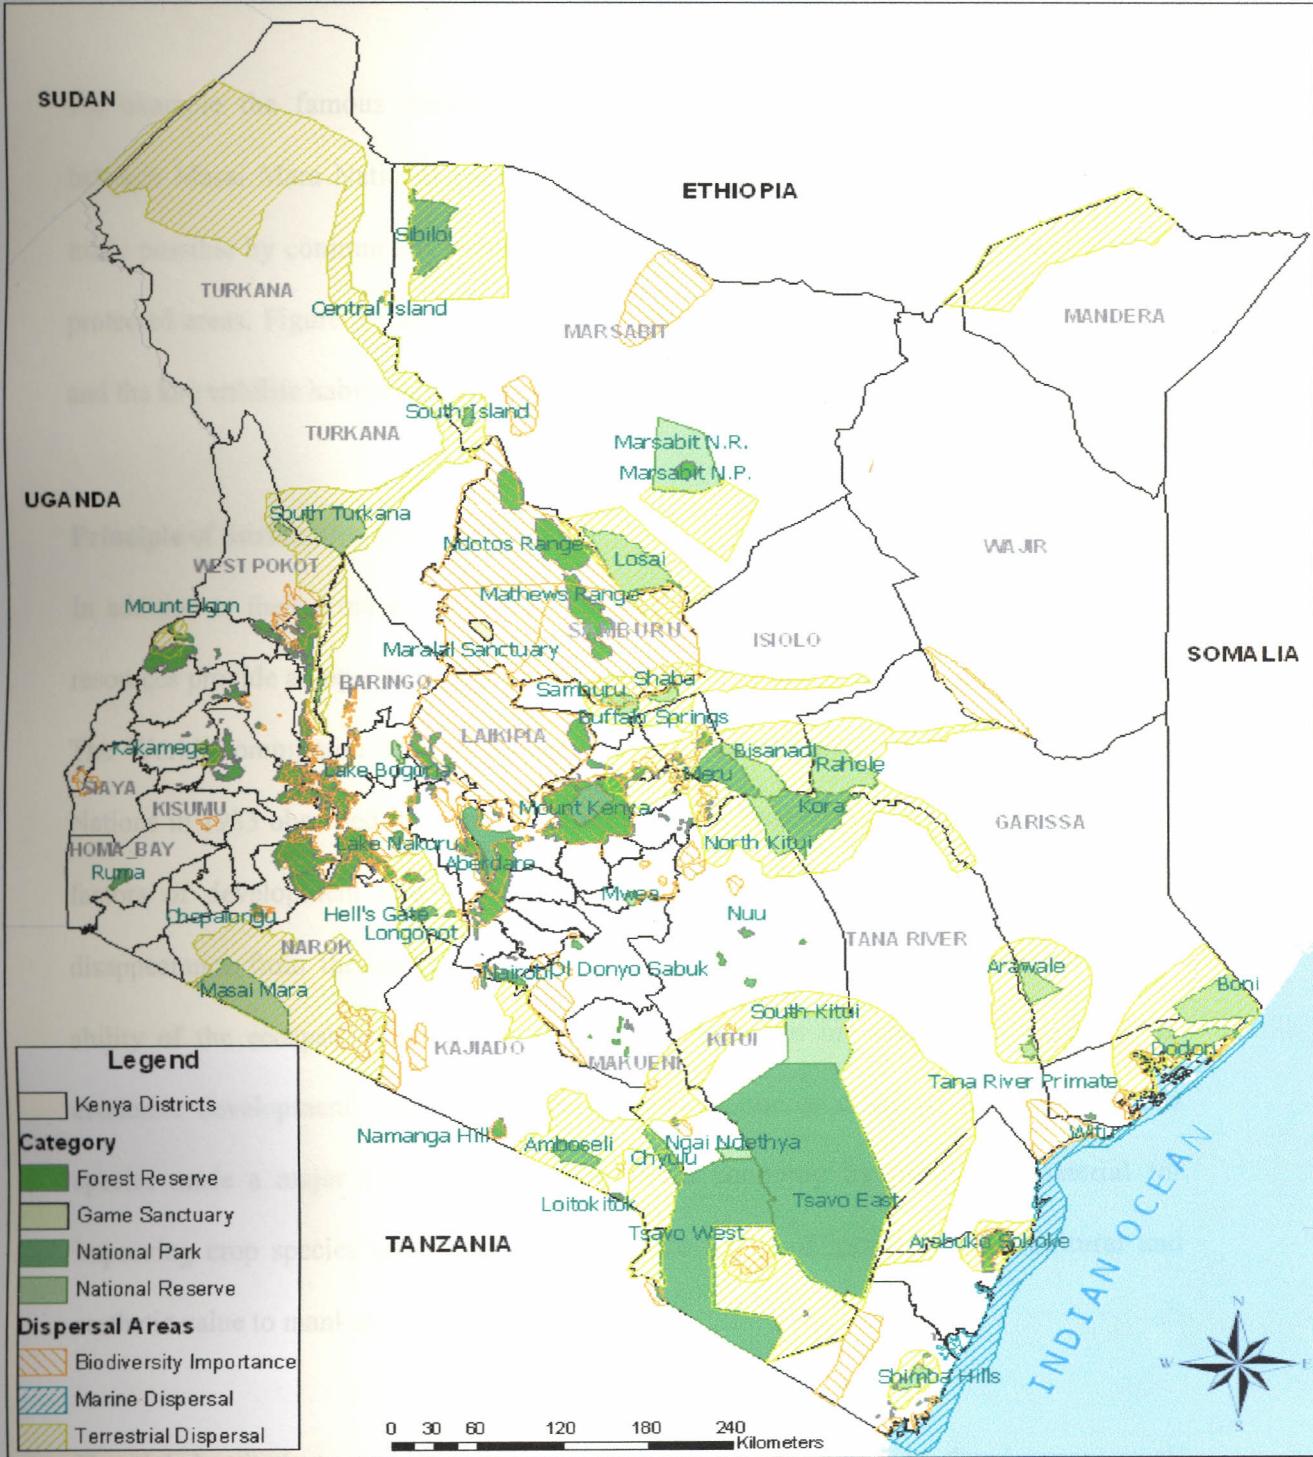 SUDAN
ETHIOPIA
Sibiloi
TURKANA
Central Island
MARSABIT
MANDERA
South Island
TURKANA
Marsabit N.R.
Marsabit N.P.
UGANDA
South Turkana
Ndotos Range
Losai
WAJIR
WEST POKOT
Mount Elgon
Mathews Range
SAMBURU
ISIOLO
Maralal Sanctuary
SOMALIA
BARINGO
Samburu
Shaba
Buffalo Springs
LAIKIPIA
Kakamega
Lake Bogoria
Bisanadi
Meru
Rahole
SIAYA
KISUMU
Mount Kenya
Kora
GARISSA
HOMA_BAY
Lake Nakuru
North Kitui
Ruma
Aberdare
Mwea
Chepalungu
Hell's Gate
Longonot
Nuu
NAROK
TANA RIVER
Nairobi
Ol Donyo Sabuk
Arawale
Masai Mara
Boni
South Kitui
KAJIADO
MAKUENI
KITUI
Dodori
Tana River Primate
Witu
Namanga Hill
Amboseli
Ngai Ndethya
Chyulu
Loitokitok
Tsavo East
Tsavo West
TANZANIA
Arabuko Sokoke
INDIAN OCEAN
Shimba Hills
N
W
E
S
Legend
Kenya Districts
Category
Forest Reserve
Game Sanctuary
National Park
National Reserve
Dispersal Areas
Biodiversity Importance
Marine Dispersal
Terrestrial Dispersal
0 30 60 120 180 240
Kilometers